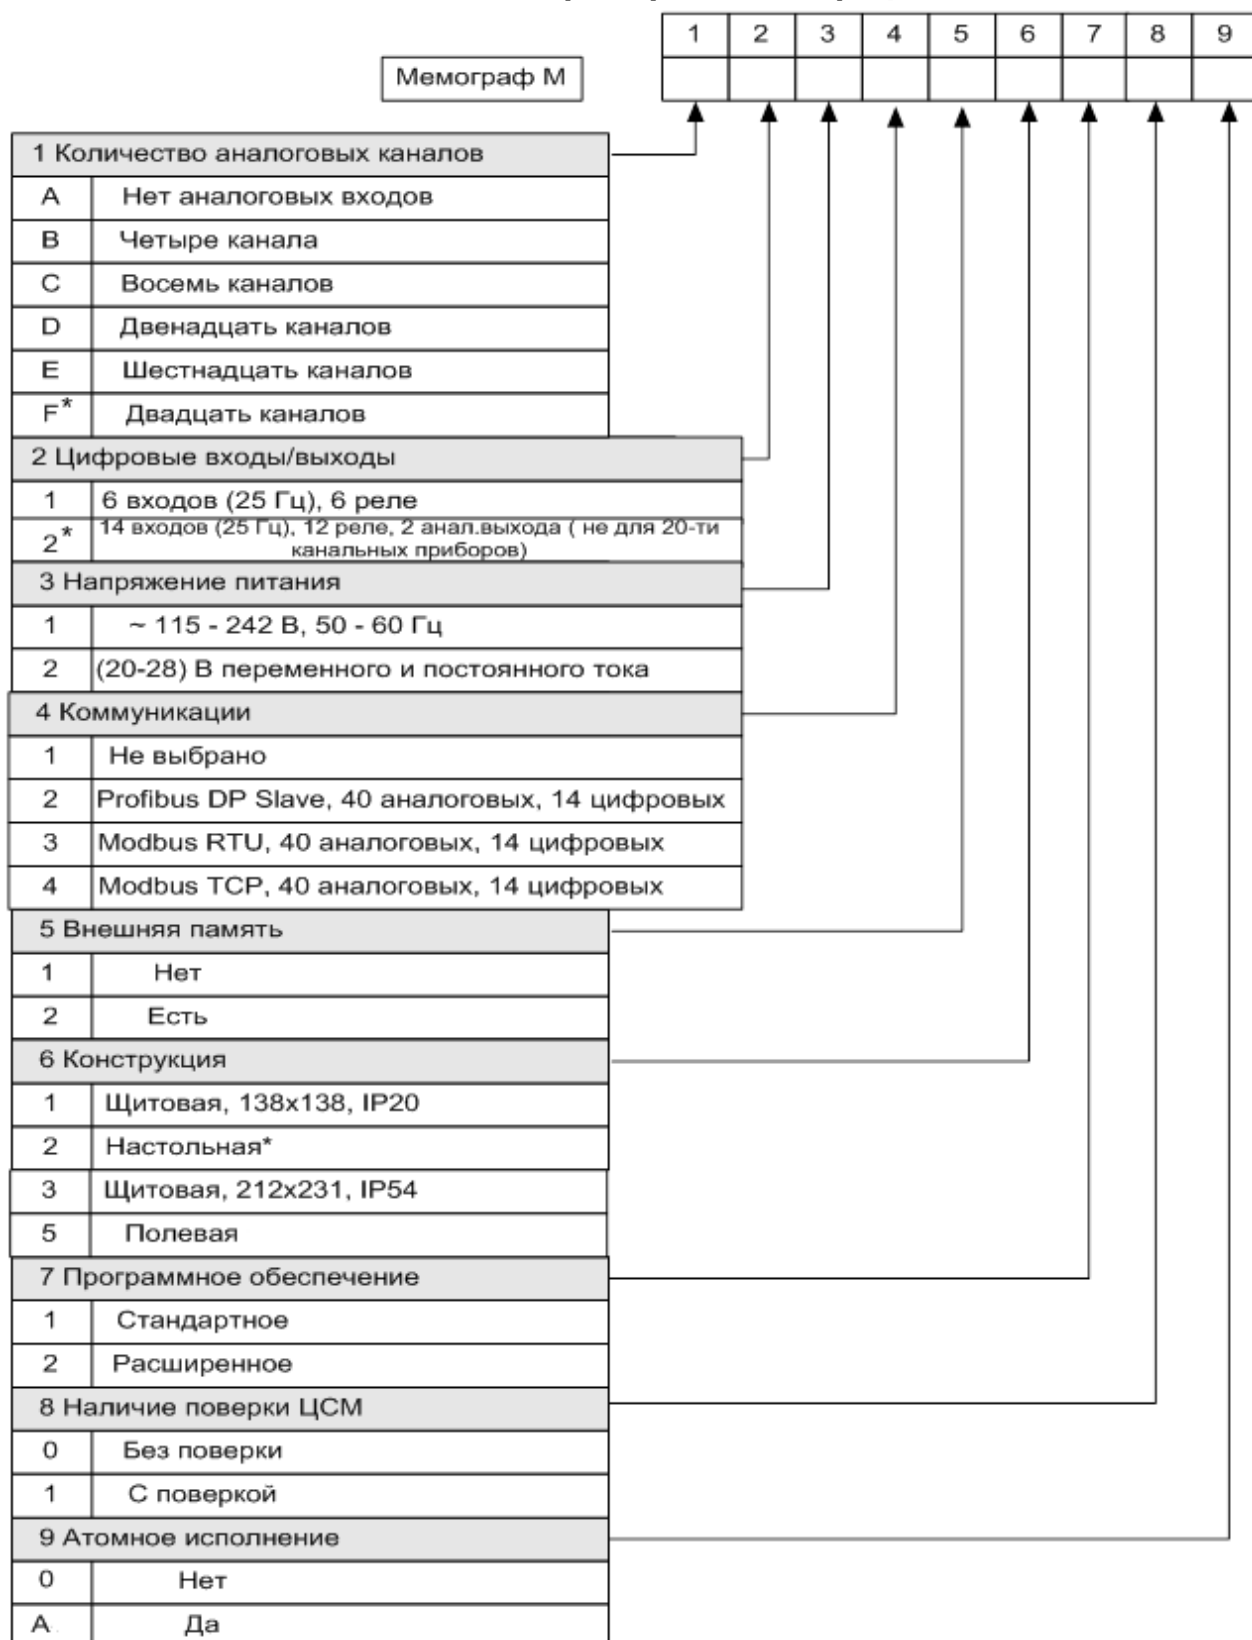 1 2 3 4 5 6 7 8 9
Мемограф М
1 Количество аналоговых каналов
A Нет аналоговых входов
B Четыре канала
C Восемь каналов
D Двенадцать каналов
E Шестнадцать каналов
F* Двадцать каналов
2 Цифровые входы/выходы
1 6 входов (25 Гц), 6 реле
2* 14 входов (25 Гц), 12 реле, 2 анал.выхода ( не для 20-ти
канальных приборов)
3 Напряжение питания
1 ~ 115 - 242 В, 50 - 60 Гц
2 (20-28) В переменного и постоянного тока
4 Коммуникации
1 Не выбрано
2 Profibus DP Slave, 40 аналоговых, 14 цифровых
3 Modbus RTU, 40 аналоговых, 14 цифровых
4 Modbus TCP, 40 аналоговых, 14 цифровых
5 Внешняя память
1 Нет
2 Есть
6 Конструкция
1 Щитовая, 138x138, IP20
2 Настольная*
3 Щитовая, 212x231, IP54
5 Полевая
7 Программное обеспечение
1 Стандартное
2 Расширенное
8 Наличие поверки ЦСМ
0 Без поверки
1 С поверкой
9 Атомное исполнение
0 Нет
А Да